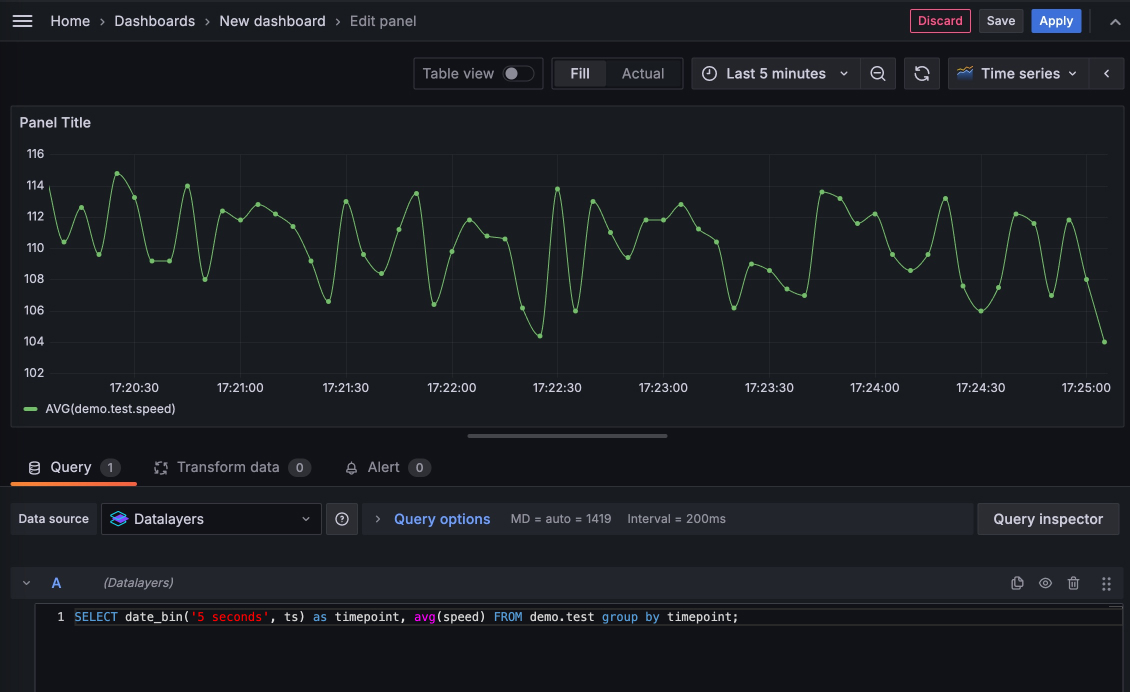 Home › Dashboards › New dashboard › Edit panel Discard Save Apply
Table view Fill Actual Last 5 minutes Time series
Panel Title
116
114
112
110
108
106
104
102
17:20:30 17:21:00 17:21:30 17:22:00 17:22:30 17:23:00 17:23:30 17:24:00 17:24:30 17:25:00
AVG(demo.test.speed)
Query 1 Transform data 0 Alert 0
Data source Datalayers Query options MD = auto = 1419 Interval = 200ms Query inspector
A (Datalayers)
1 SELECT date_bin('5 seconds', ts) as timepoint, avg(speed) FROM demo.test group by timepoint;